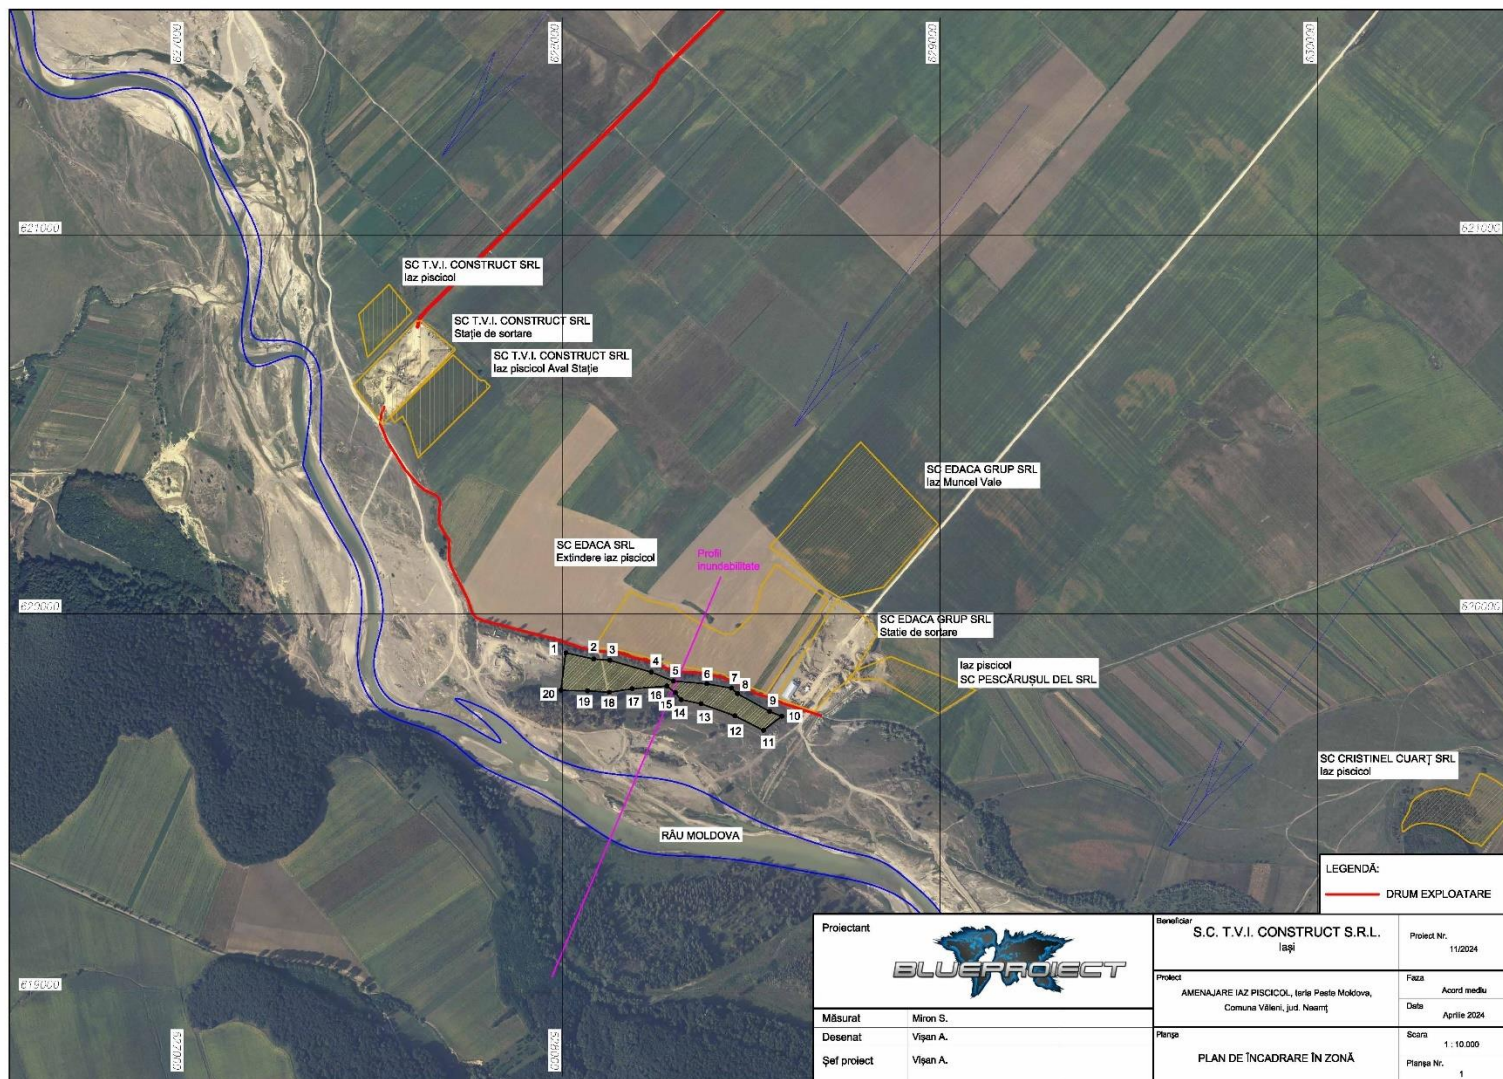 627000
628000
629000
630000
621000
621000
SC T.V.I. CONSTRUCT SRL
Iaz piscicol
SC T.V.I. CONSTRUCT SRL
Stație de sortare
SC T.V.I. CONSTRUCT SRL
Iaz piscicol Aval Stație
SC EDACA GRUP SRL
Iaz Muncel Vale
SC EDACA SRL
Extindere iaz piscicol
Profil
inundabilitate
620000
620000
SC EDACA GRUP SRL
Statie de sortare
1
2
3
4
5
6
7
8
9
10
11
12
13
14
15
16
17
18
19
20
Iaz piscicol
SC PESCĂRUȘUL DEL SRL
SC CRISTINEL CUARȚ SRL
Iaz piscicol
RÂU MOLDOVA
LEGENDĂ:
DRUM EXPLOATARE
619000
627000
628000
Proiectant
BLUEPROIECT
Măsurat Miron S.
Desenat Vișan A.
Șef proiect Vișan A.
Beneficiar
S.C. T.V.I. CONSTRUCT S.R.L.
Iași
Proiect Nr.
11/2024
Proiect
AMENAJARE IAZ PISCICOL, terla Peste Moldova,
Comuna Văleni, jud. Neamț
Faza
Acord mediu
Data
Aprilie 2024
Planșa
PLAN DE ÎNCADRARE ÎN ZONĂ
Scara
1 : 10.000
Planșa Nr.
1